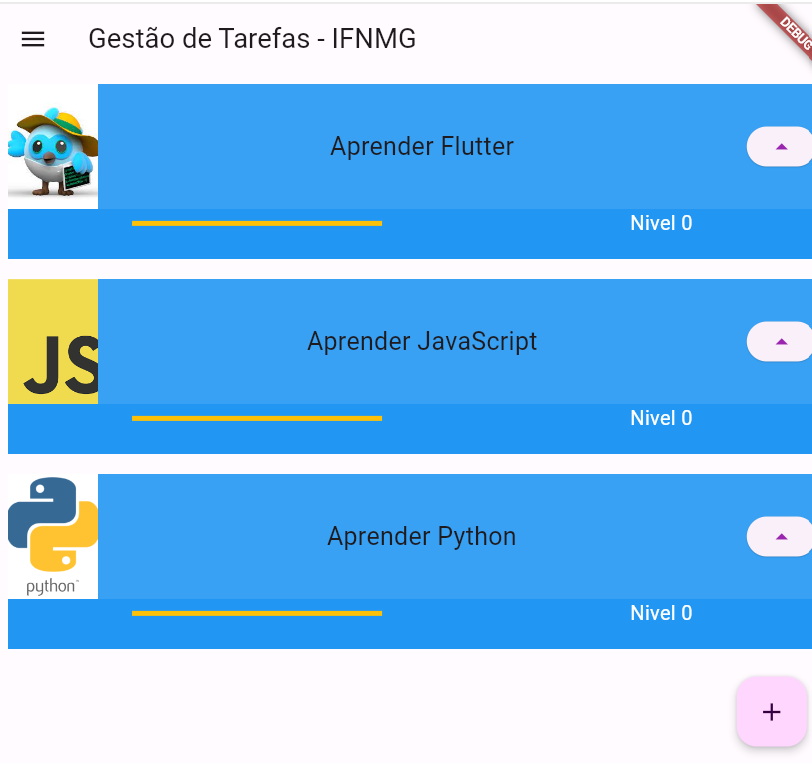 Gestão de Tarefas - IFNMG
DEBUG
Aprender Flutter
Nivel 0
JS
Aprender JavaScript
Nivel 0
python
Aprender Python
Nivel 0